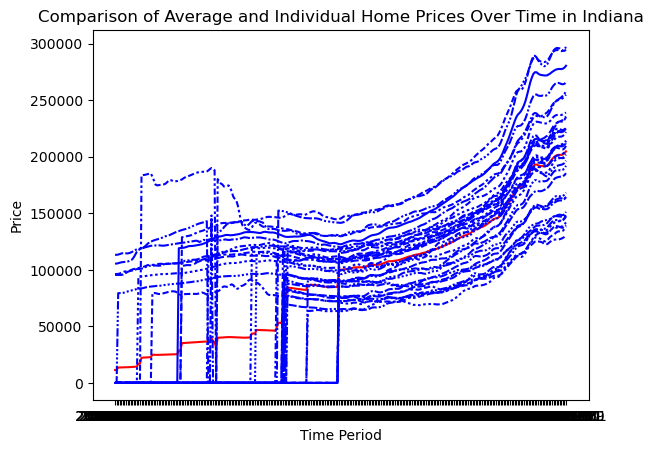 Comparison of Average and Individual Home Prices Over Time in Indiana
300000
250000
200000
150000
100000
50000
0
Price
Time Period